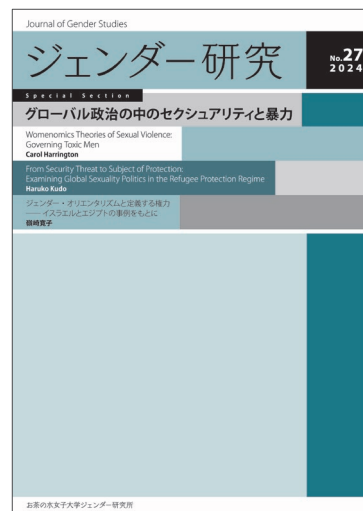 Journal of Gender Studies
ジェンダー研究
No.27
2024
Special Section
グローバル政治の中のセクシュアリティと暴力
Womenomics Theories of Sexual Violence:
Governing Toxic Men
Carol Harrington
From Security Threat to Subject of Protection:
Examining Global Sexuality Politics in the Refugee Protection Regime
Haruko Kudo
ジェンダー・オリエンタリズムと定義する権力
——イスラエルとエジプトの事例をもとに
嶺崎寛子
お茶の水女子大学ジェンダー研究所